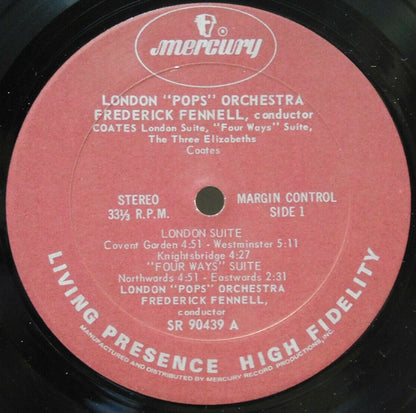 mercury
LONDON "POPS" ORCHESTRA
FREDERICK FENNELL, conductor
COATES London Suite, "Four Ways" Suite,
The Three Elizabeths
Coates
STEREO
33⅓ R.P.M.
MARGIN CONTROL
SIDE 1
LONDON SUITE
Covent Garden 4:51 - Westminster 5:11
Knightsbridge 4:27
"FOUR WAYS" SUITE
Northwards 4:51 - Eastwards 2:31
LONDON "POPS" ORCHESTRA
FREDERICK FENNELL,
conductor
SR 90439 A
LIVING PRESENCE HIGH FIDELITY
MANUFACTURED AND DISTRIBUTED BY MERCURY RECORD PRODUCTIONS, INC.